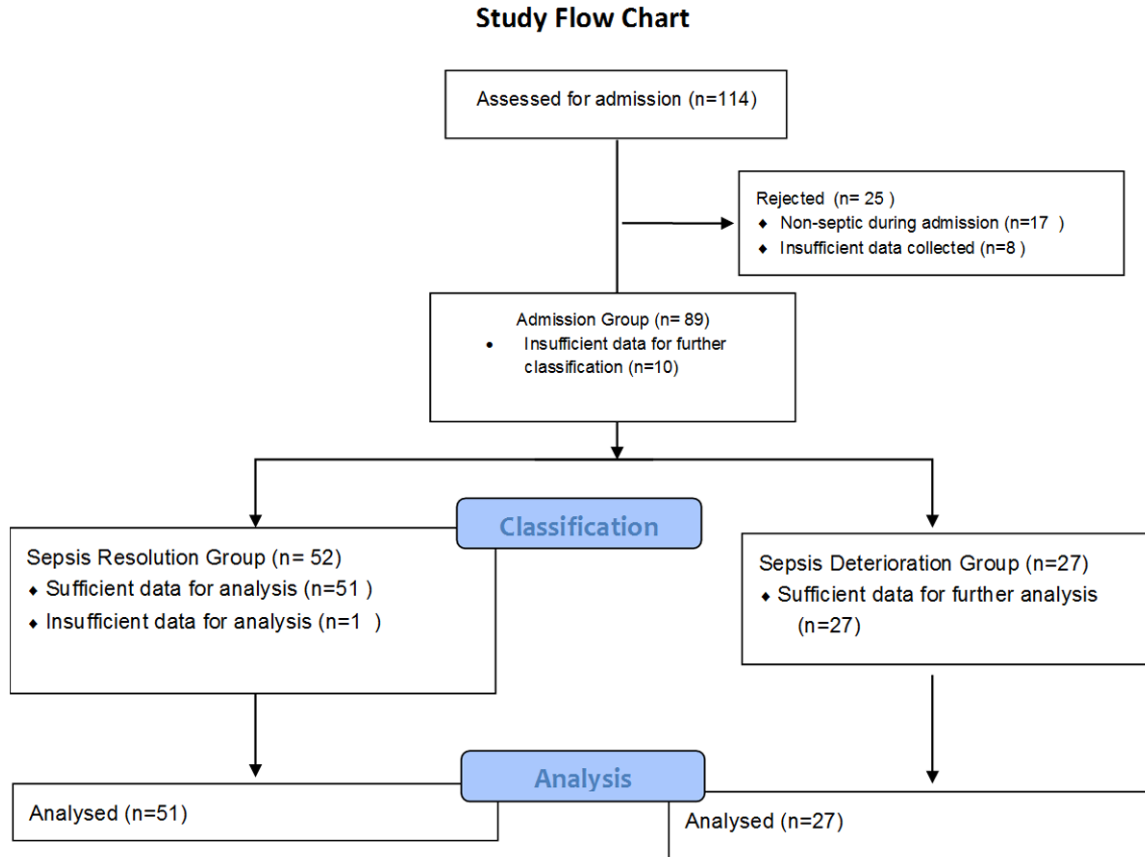 Study Flow Chart
Assessed for admission (n=114)
Rejected (n= 25 )
◆ Non-septic during admission (n=17 )
◆ Insufficient data collected (n=8 )
Admission Group (n= 89)
• Insufficient data for further
classification (n=10)
Classification
Sepsis Resolution Group (n= 52)
◆ Sufficient data for analysis (n=51 )
◆ Insufficient data for analysis (n=1 )
Sepsis Deterioration Group (n=27)
◆ Sufficient data for further analysis
(n=27)
Analysis
Analysed (n=51)
Analysed (n=27)